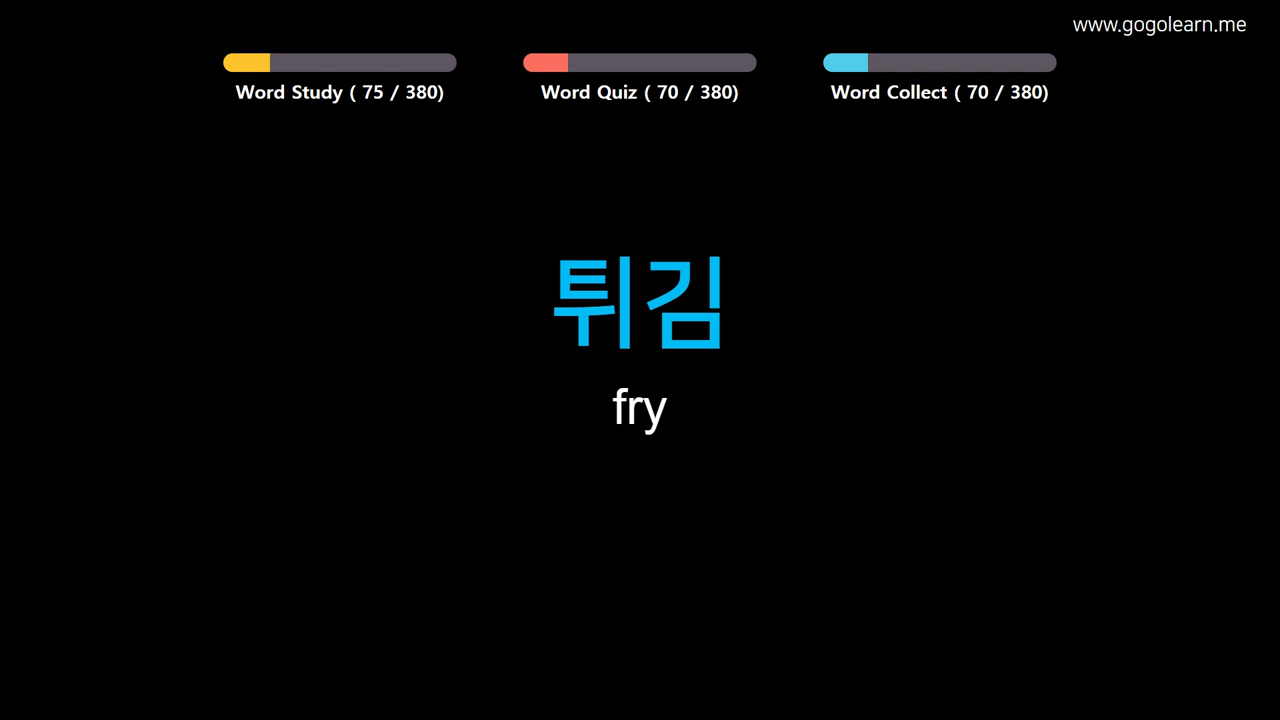 www.gogolearn.me
Word Study ( 75 / 380)
Word Quiz ( 70 / 380)
Word Collect ( 70 / 380)
튀김
fry